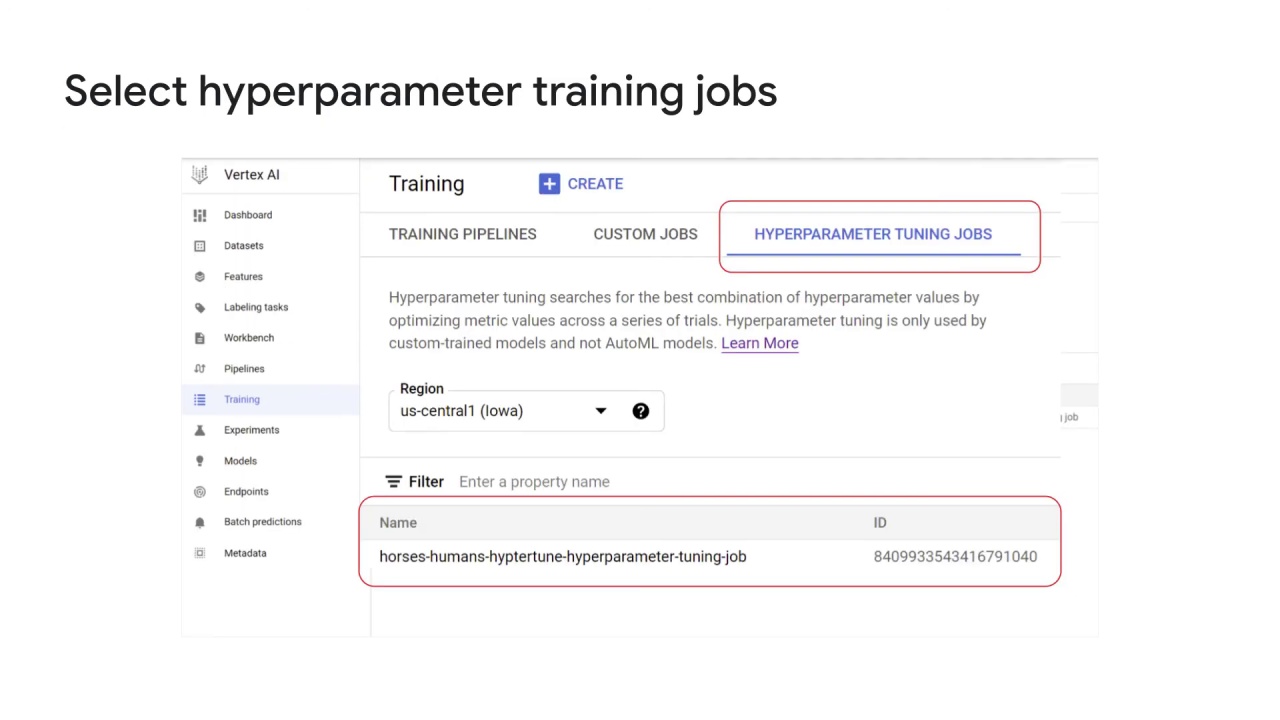 Select hyperparameter training jobs
Vertex AI
Dashboard
Datasets
Features
Labeling tasks
Workbench
Pipelines
Training
Experiments
Models
Endpoints
Batch predictions
Metadata
Training
+ CREATE
TRAINING PIPELINES
CUSTOM JOBS
HYPERPARAMETER TUNING JOBS
Hyperparameter tuning searches for the best combination of hyperparameter values by
optimizing metric values across a series of trials. Hyperparameter tuning is only used by
custom-trained models and not AutoML models. Learn More
Region
us-central1 (Iowa)
?
job
Filter Enter a property name
Name ID
horses-humans-hyptertune-hyperparameter-tuning-job 8409933543416791040